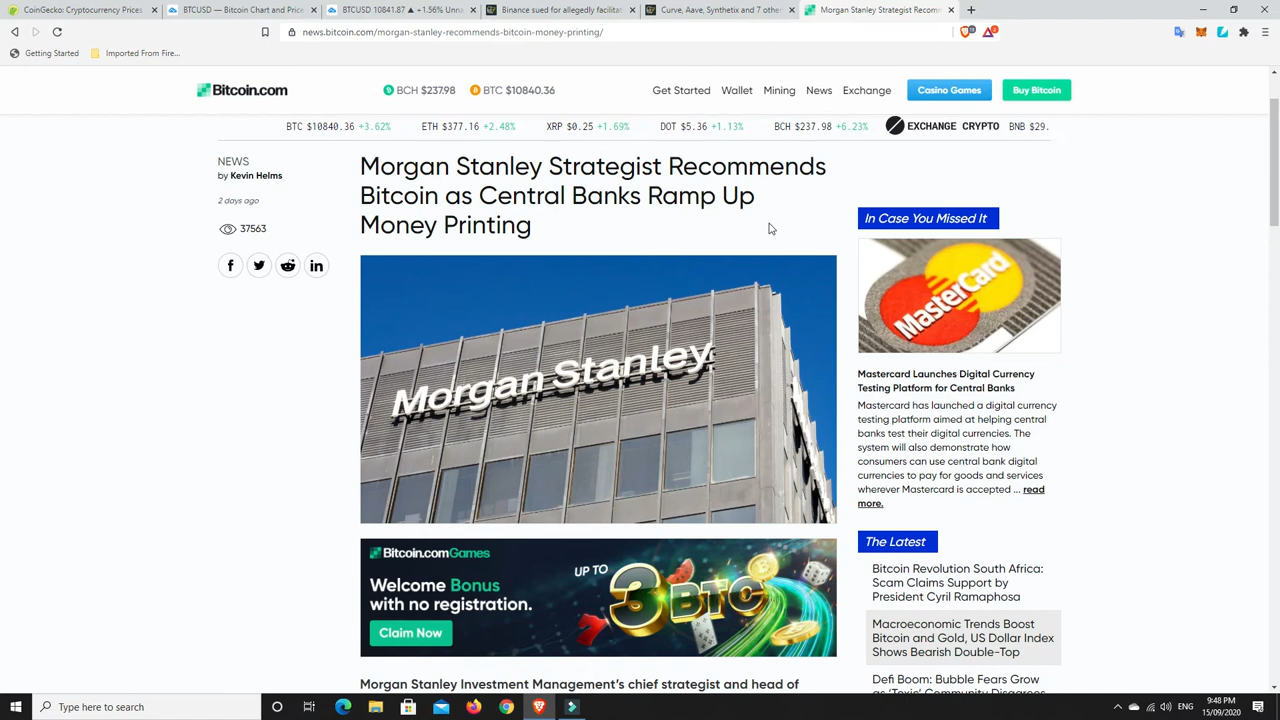 CoinGecko: Cryptocurrency Prices
BTCUSD — Bitcoin Chart and Price
BTCUSD 10841.87 ▲ +1.56% Unna
Binance sued for allegedly facilitat
Curve, Aave, Synthetix and 7 other
Morgan Stanley Strategist Recomm
news.bitcoin.com/morgan-stanley-recommends-bitcoin-money-printing/
Getting Started
Imported From Fire...
Bitcoin.com
BCH $237.98
BTC $10840.36
Get Started
Wallet
Mining
News
Exchange
Casino Games
Buy Bitcoin
BTC $10840.36 +3.62%
ETH $377.16 +2.48%
XRP $0.25 +1.69%
DOT $5.36 +1.13%
BCH $237.98 +6.23%
EXCHANGE CRYPTO
BNB $29.
NEWS
by Kevin Helms
2 days ago
37563
Morgan Stanley Strategist Recommends
Bitcoin as Central Banks Ramp Up
Money Printing
Morgan Stanley
Bitcoin.com Games
Welcome Bonus
with no registration.
Claim Now
UP TO
3 BTC
Morgan Stanley Investment Management's chief strategist and head of
In Case You Missed It
MasterCard
Mastercard Launches Digital Currency
Testing Platform for Central Banks
Mastercard has launched a digital currency
testing platform aimed at helping central
banks test their digital currencies. The
system will also demonstrate how
consumers can use central bank digital
currencies to pay for goods and services
wherever Mastercard is accepted ... read
more.
The Latest
Bitcoin Revolution South Africa:
Scam Claims Support by
President Cyril Ramaphosa
Macroeconomic Trends Boost
Bitcoin and Gold, US Dollar Index
Shows Bearish Double-Top
Defi Boom: Bubble Fears Grow
as 'Toxic' Community Disagrees
Type here to search
ENG
9:48 PM
15/09/2020